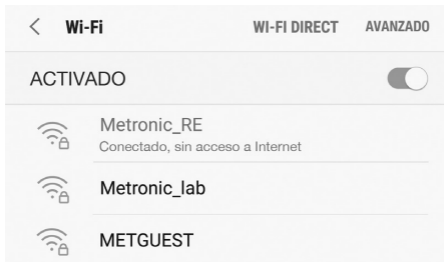 Wi-Fi WI-FI DIRECT AVANZADO
ACTIVADO
Metronic_RE
Conectado, sin acceso a Internet
Metronic_lab
METGUEST